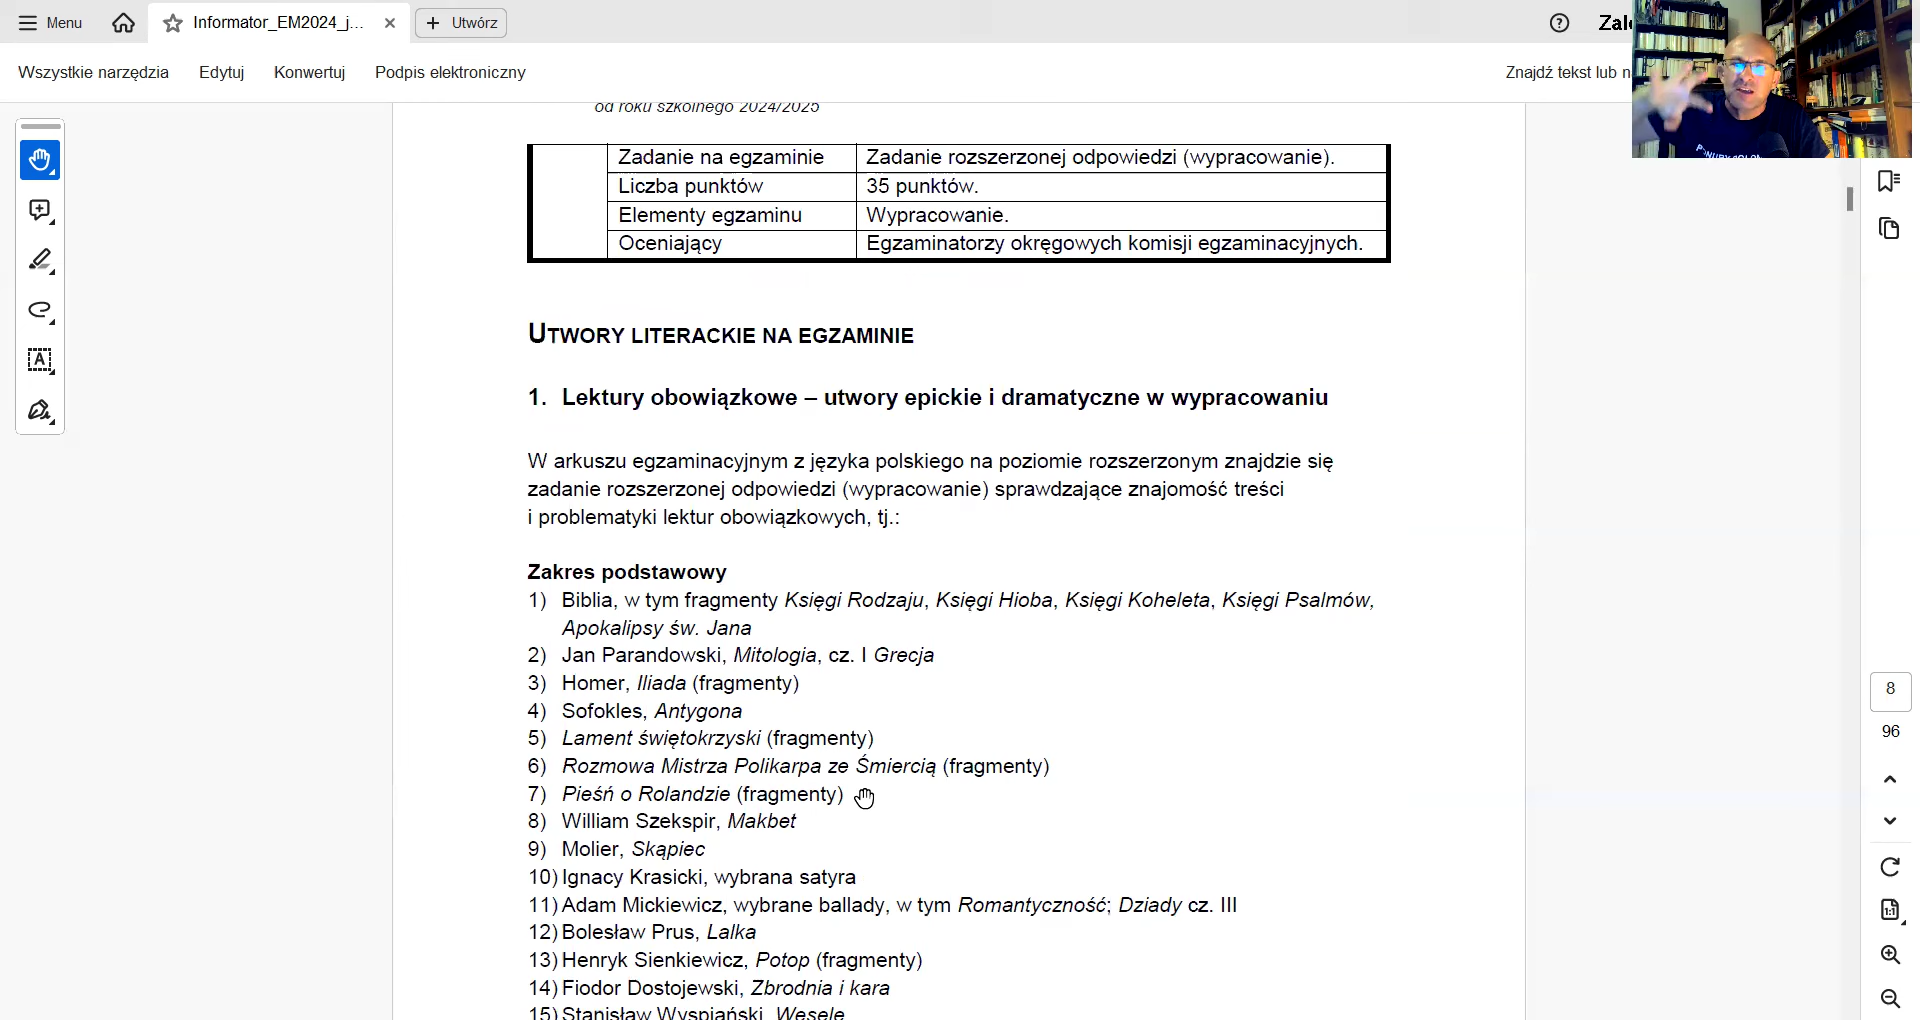 Menu
Informator_EM2024_j...
Utwórz
Zal
Wszystkie narzędzia
Edytuj
Konwertuj
Podpis elektroniczny
Znajdź tekst lub n
od roku szkolnego 2024/2025
Zadanie na egzaminie Zadanie rozszerzonej odpowiedzi (wypracowanie).
Liczba punktów 35 punktów.
Elementy egzaminu Wypracowanie.
Oceniający Egzaminatorzy okręgowych komisji egzaminacyjnych.
UTWORY LITERACKIE NA EGZAMINIE
1. Lektury obowiązkowe – utwory epickie i dramatyczne w wypracowaniu
W arkuszu egzaminacyjnym z języka polskiego na poziomie rozszerzonym znajdzie się
zadanie rozszerzonej odpowiedzi (wypracowanie) sprawdzające znajomość treści
i problematyki lektur obowiązkowych, tj.:
Zakres podstawowy
1) Biblia, w tym fragmenty Księgi Rodzaju, Księgi Hioba, Księgi Koheleta, Księgi Psalmów,
Apokalipsy św. Jana
2) Jan Parandowski, Mitologia, cz. I Grecja
3) Homer, Iliada (fragmenty)
4) Sofokles, Antygona
5) Lament świętokrzyski (fragmenty)
6) Rozmowa Mistrza Polikarpa ze Śmiercią (fragmenty)
7) Pieśń o Rolandzie (fragmenty)
8) William Szekspir, Makbet
9) Molier, Skąpiec
10) Ignacy Krasicki, wybrana satyra
11) Adam Mickiewicz, wybrane ballady, w tym Romantyczność; Dziady cz. III
12) Bolesław Prus, Lalka
13) Henryk Sienkiewicz, Potop (fragmenty)
14) Fiodor Dostojewski, Zbrodnia i kara
15) Stanisław Wyspiański, Wesele
8
96
1:1